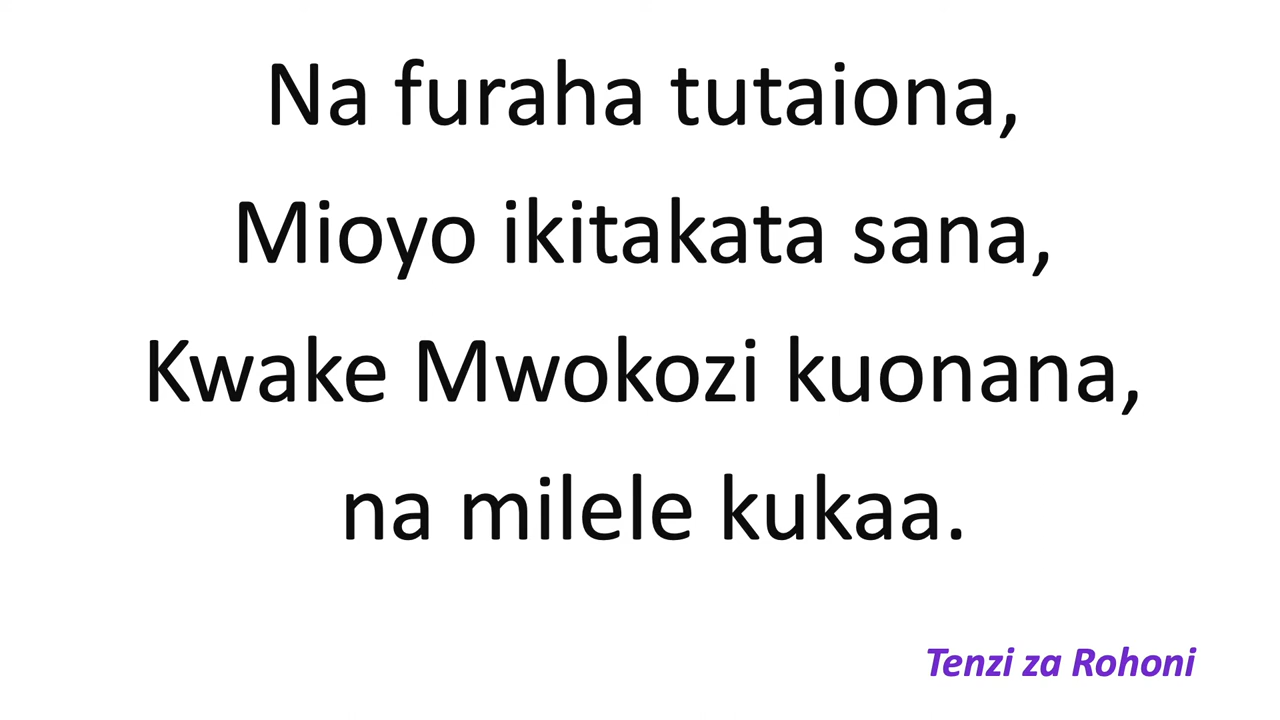 Na furaha tutaiona,
Mioyo ikitakata sana,
Kwake Mwokozi kuonana,
na milele kukaa.
Tenzi za Rohoni